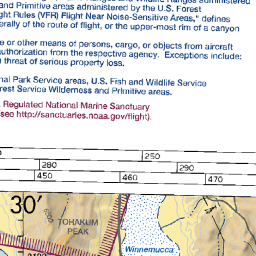 and Primitive areas administered by the U.S. Forest
ght Rules (VFR) Flight Near Noise-Sensitive Areas," defines
erally of the route of flight, or the upper-most rim of a canyon
e or other means of persons, cargo, or objects from aircraft
authorization from the respective agency. Exceptions include:
threat of serious property loss.
nal Park Service areas, U.S. Fish and Wildlife Service
rest Service Wilderness and Primitive areas.
Regulated National Marine Sanctuary
(see http://sanctuaries.noaa.gov/flight).
250
280 290
450 460 470
30'
TOHAKUM
PEAK
Winnemucca